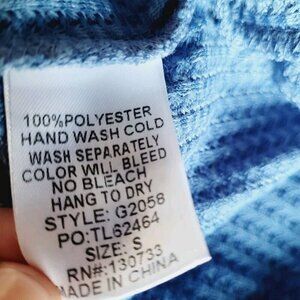 100%POLYESTER
HAND WASH COLD
WASH SEPARATELY
COLOR WILL BLEED
NO BLEACH
HANG TO DRY
STYLE: G2058
PO:TL62464
SIZE: S
RN#:130733
MADE IN CHINA